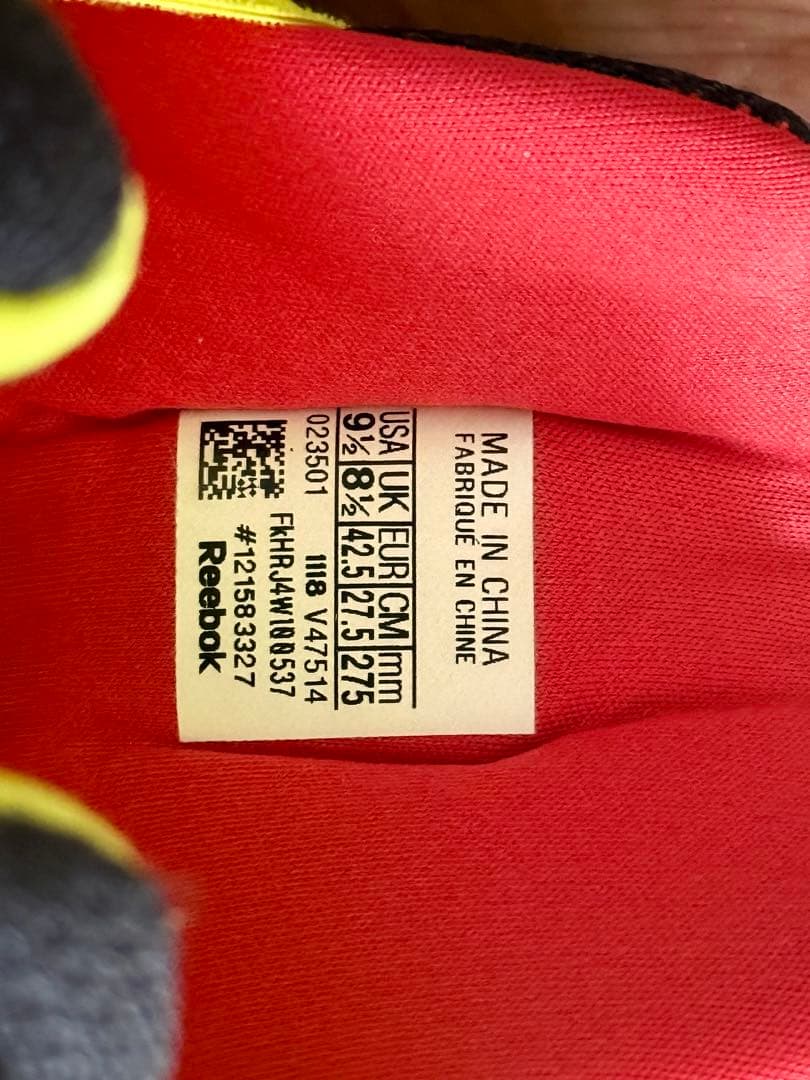 MADE IN CHINA
FABRIQUÉ EN CHINE
USA UK EUR CM mm
9½ 8½ 42.5 27.5 275
023501 1118 V47514
FkHRJ4W100537
#121583327
Reebok